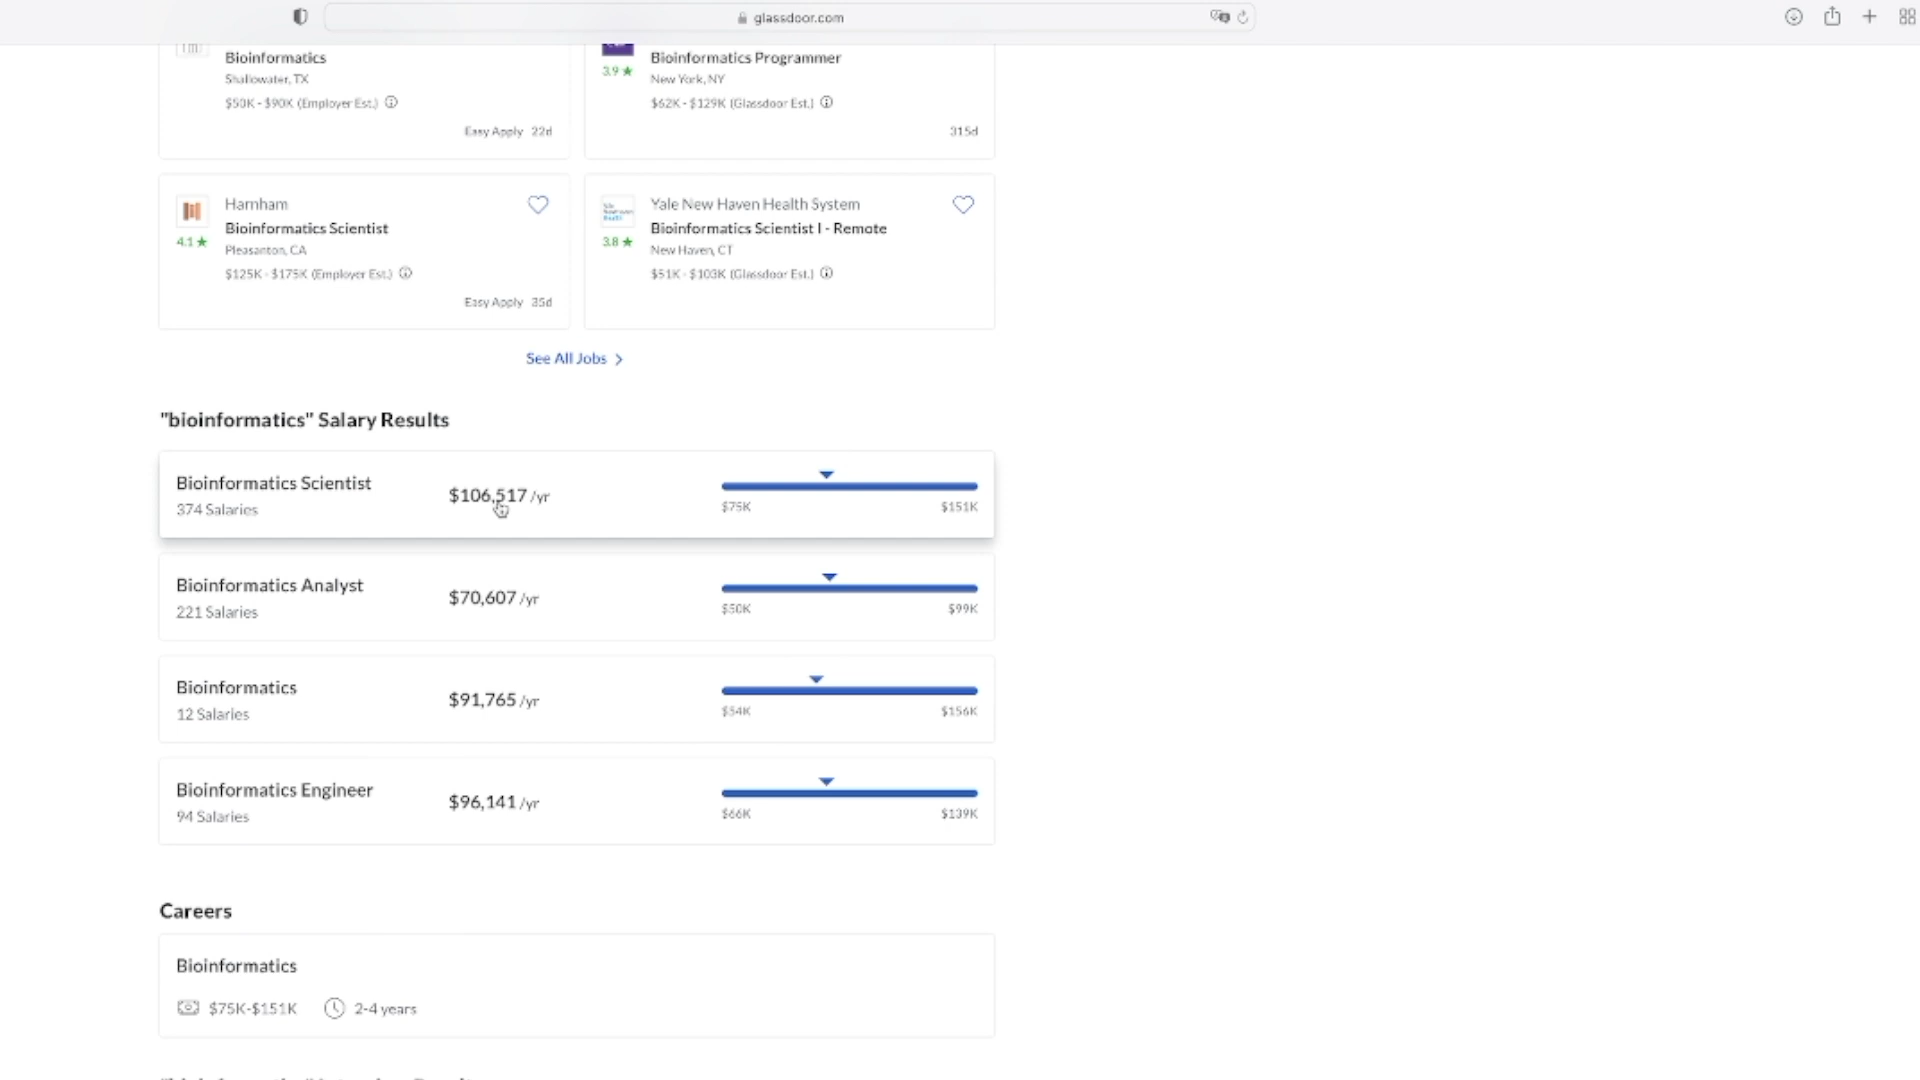 glassdoor.com
Bioinformatics
Shallowater, TX
$50K - $90K (Employer Est.)
Easy Apply 22d
3.9 ★
Bioinformatics Programmer
New York, NY
$62K - $129K (Glassdoor Est.)
315d
Harnham
4.1 ★
Bioinformatics Scientist
Pleasanton, CA
$125K - $175K (Employer Est.)
Easy Apply 35d
Yale New Haven Health System
3.8 ★
Bioinformatics Scientist I - Remote
New Haven, CT
$51K - $103K (Glassdoor Est.)
See All Jobs >
"bioinformatics" Salary Results
Bioinformatics Scientist
374 Salaries
$106,517 /yr
$75K $151K
Bioinformatics Analyst
221 Salaries
$70,607 /yr
$50K $99K
Bioinformatics
12 Salaries
$91,765 /yr
$54K $156K
Bioinformatics Engineer
94 Salaries
$96,141 /yr
$66K $139K
Careers
Bioinformatics
$75K-$151K 2-4 years